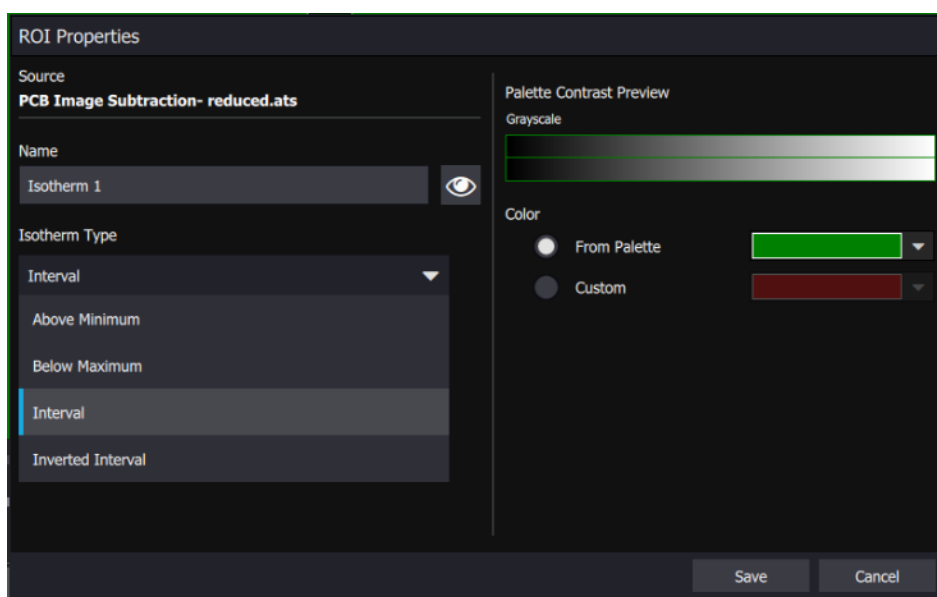 ROI Properties
Source
PCB Image Subtraction- reduced.ats
Name
Isotherm 1
Isotherm Type
Interval
Above Minimum
Below Maximum
Interval
Inverted Interval
Palette Contrast Preview
Grayscale
Color
From Palette
Custom
Save
Cancel